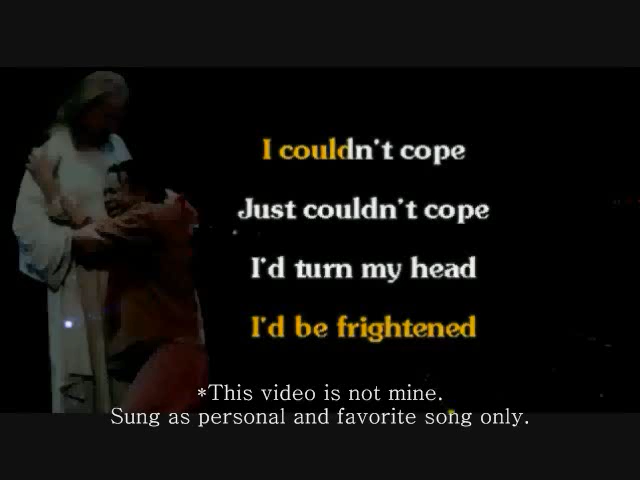 I couldn't cope
Just couldn't cope
I'd turn my head
I'd be frightened
*This video is not mine.
Sung as personal and favorite song only.